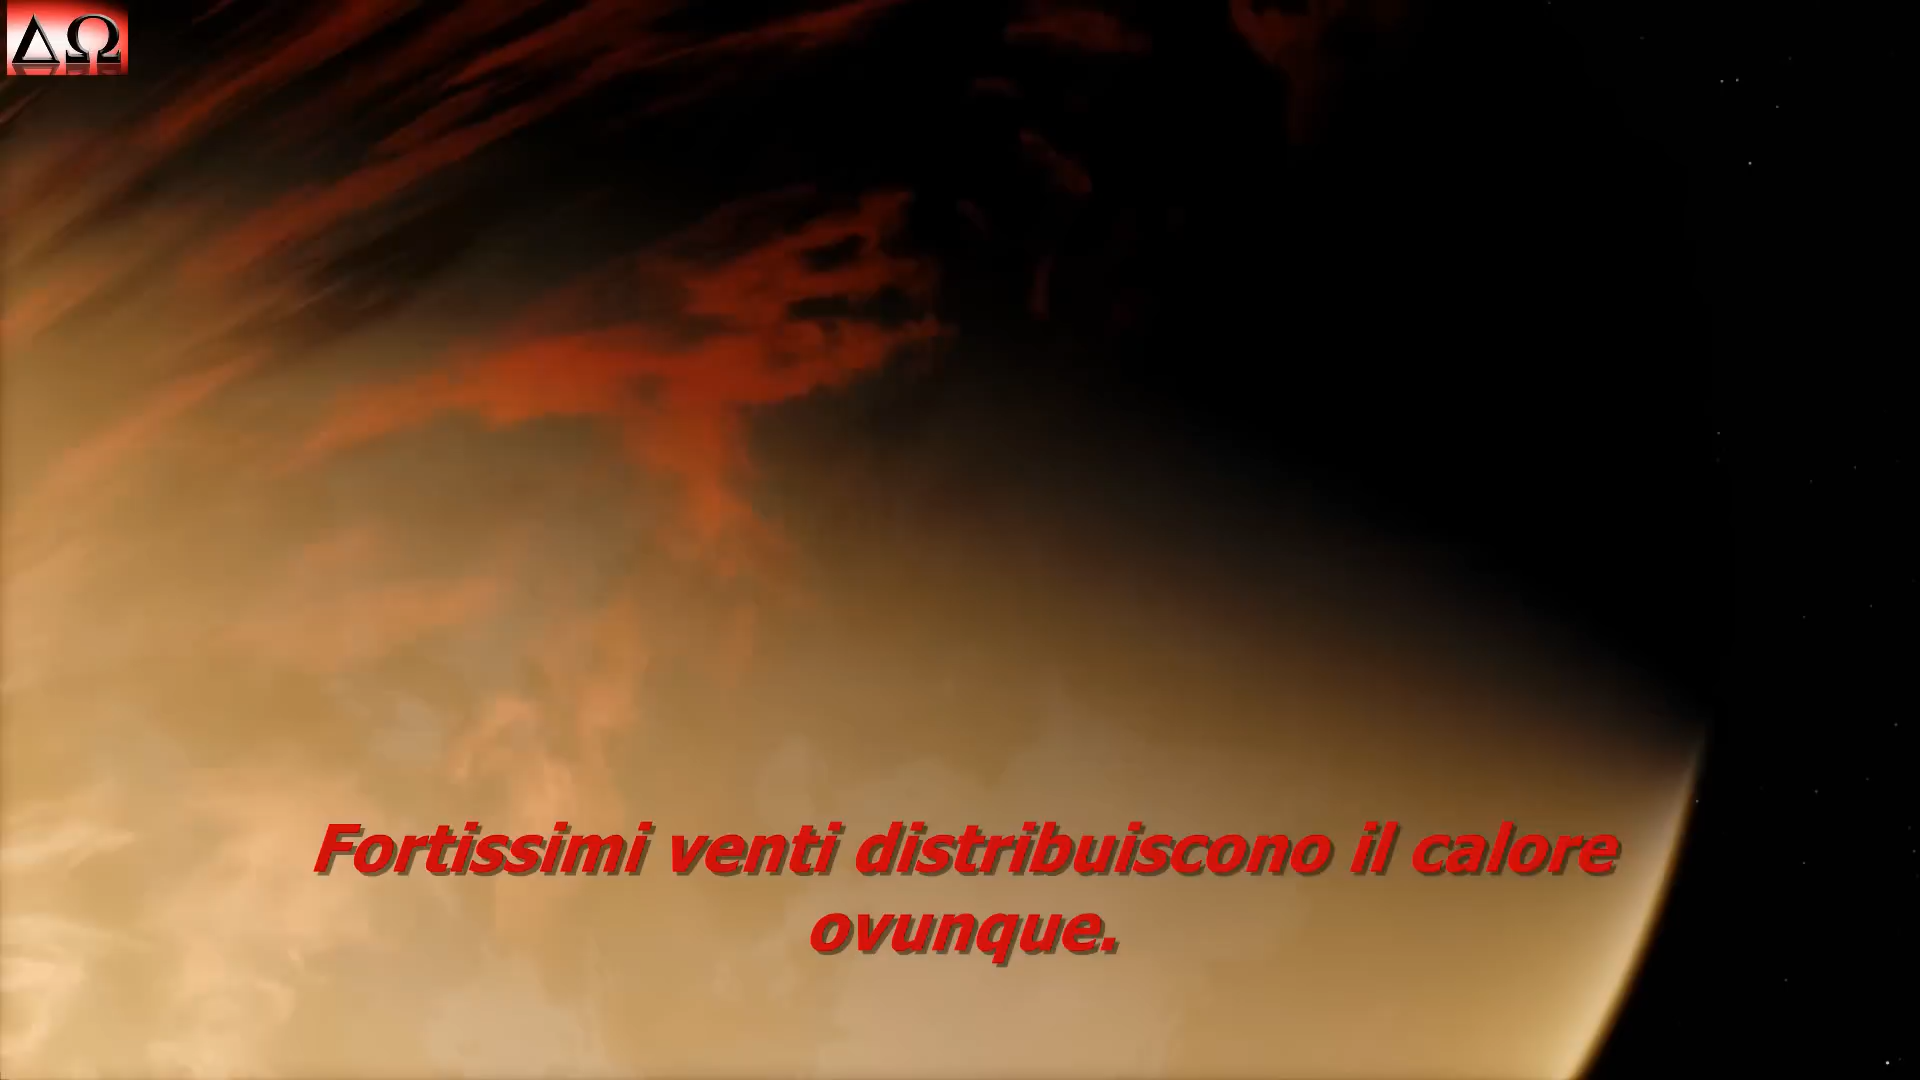 ΔΩ
Fortissimi venti distribuiscono il calore
ovunque.